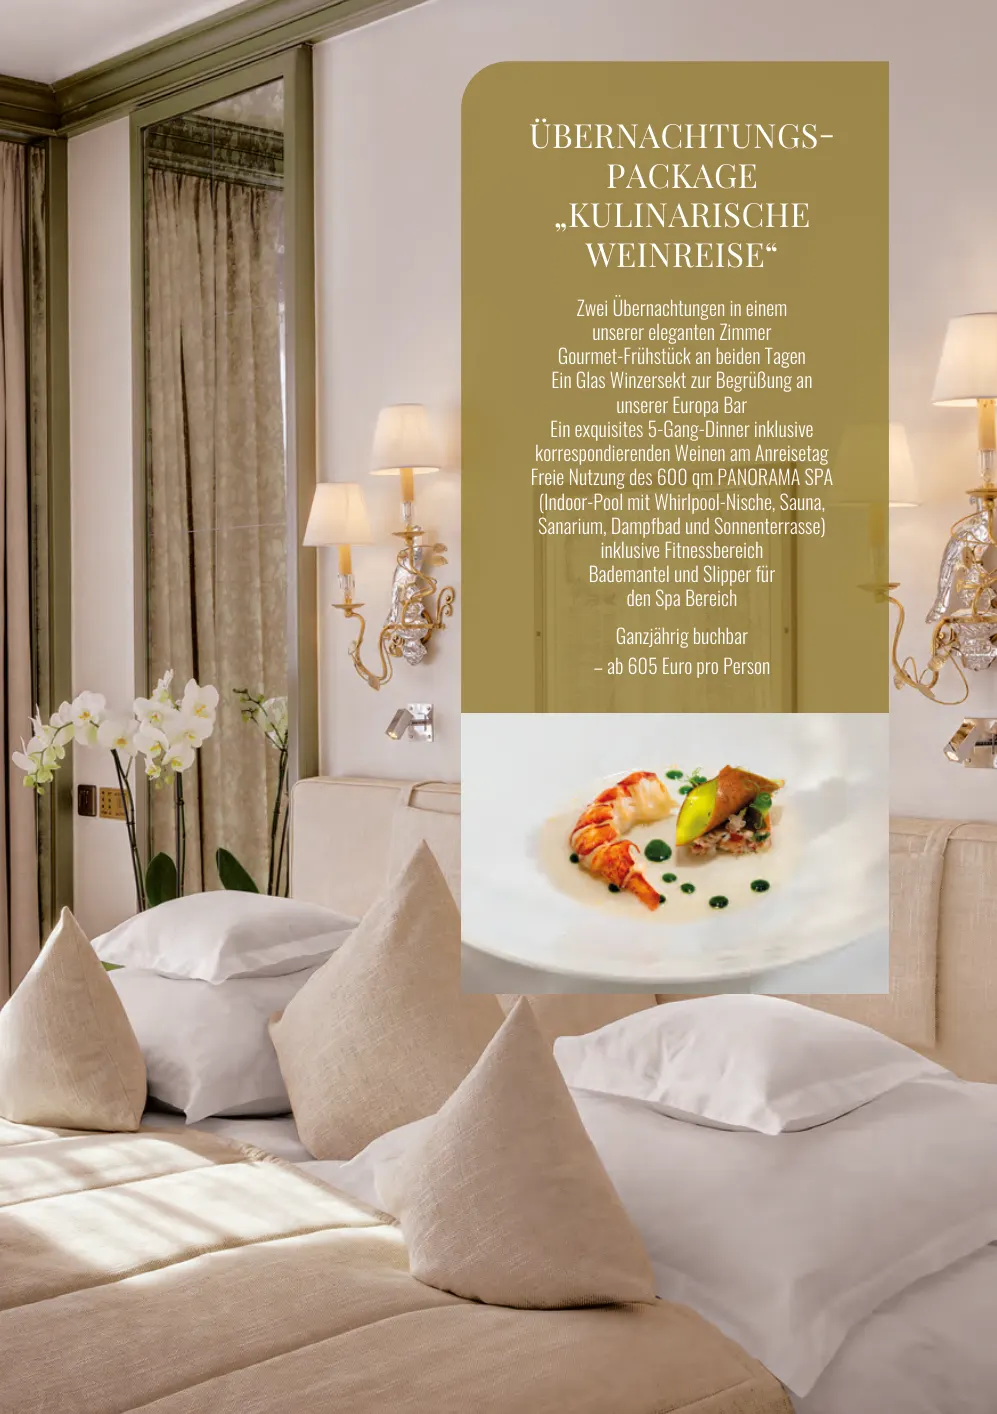 ÜBERNACHTUNGS-
PACKAGE
„KULINARISCHE
WEINREISE“
Zwei Übernachtungen in einem
unserer eleganten Zimmer
Gourmet-Frühstück an beiden Tagen
Ein Glas Winzersekt zur Begrüßung an
unserer Europa Bar
Ein exquisites 5-Gang-Dinner inklusive
korrespondierenden Weinen am Anreisetag
Freie Nutzung des 600 qm PANORAMA SPA
(Indoor-Pool mit Whirlpool-Nische, Sauna,
Sanarium, Dampfbad und Sonnenterrasse)
inklusive Fitnessbereich
Bademantel und Slipper für
den Spa Bereich
Ganzjährig buchbar
– ab 605 Euro pro Person